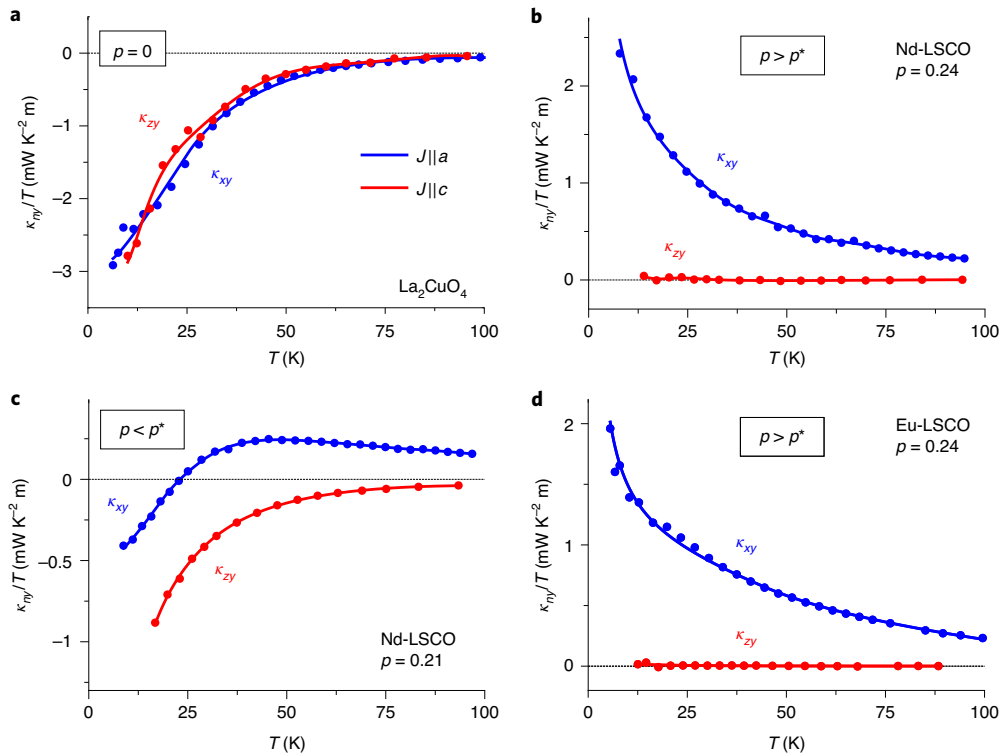 a
p = 0
κzy
κxy
J||a
J||c
La₂CuO₄
κny/T (mW K⁻² m)
0
−1
−2
−3
0
25
50
75
100
T (K)
b
p > p*
Nd-LSCO
p = 0.24
κxy
κzy
κny/T (mW K⁻² m)
2
1
0
0
25
50
75
100
T (K)
c
p < p*
κxy
κzy
Nd-LSCO
p = 0.21
κny/T (mW K⁻² m)
0
−0.5
−1
0
25
50
75
100
T (K)
d
p > p*
Eu-LSCO
p = 0.24
κxy
κzy
κny/T (mW K⁻² m)
2
1
0
0
25
50
75
100
T (K)